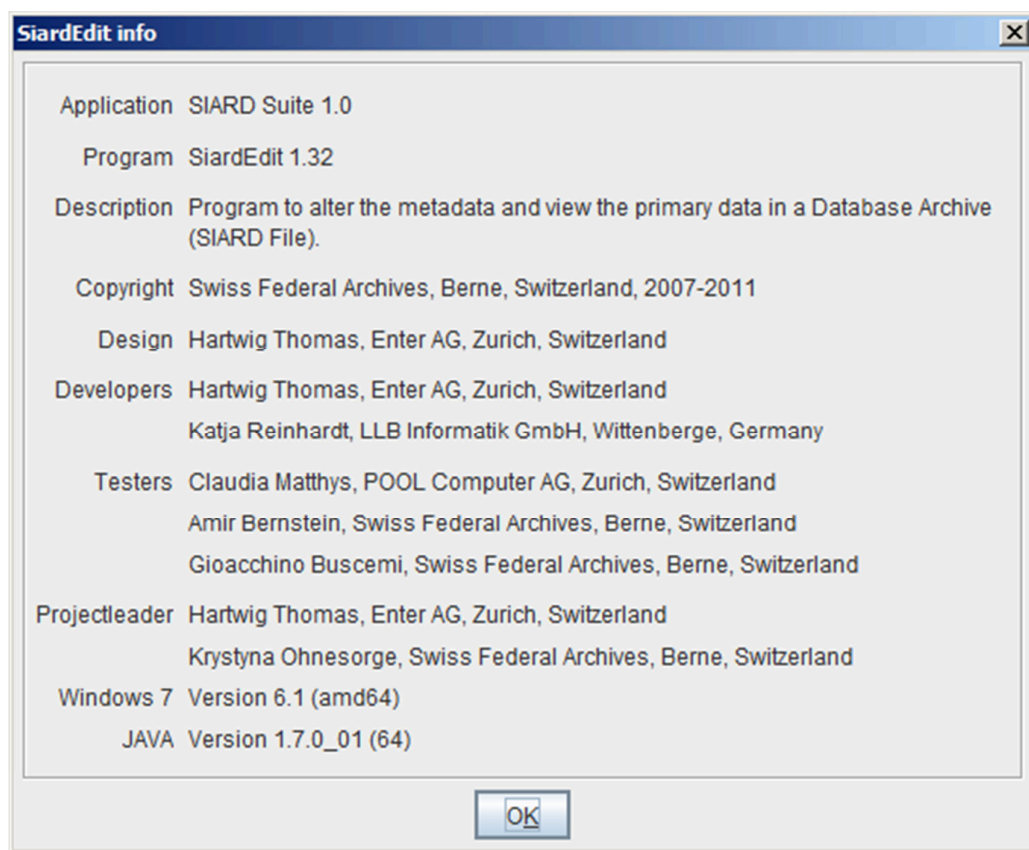 SiardEdit info
Application SIARD Suite 1.0
Program SiardEdit 1.32
Description Program to alter the metadata and view the primary data in a Database Archive
(SIARD File).
Copyright Swiss Federal Archives, Berne, Switzerland, 2007-2011
Design Hartwig Thomas, Enter AG, Zurich, Switzerland
Developers Hartwig Thomas, Enter AG, Zurich, Switzerland
Katja Reinhardt, LLB Informatik GmbH, Wittenberge, Germany
Testers Claudia Matthys, POOL Computer AG, Zurich, Switzerland
Amir Bernstein, Swiss Federal Archives, Berne, Switzerland
Gioacchino Buscemi, Swiss Federal Archives, Berne, Switzerland
Projectleader Hartwig Thomas, Enter AG, Zurich, Switzerland
Krystyna Ohnesorge, Swiss Federal Archives, Berne, Switzerland
Windows 7 Version 6.1 (amd64)
JAVA Version 1.7.0_01 (64)
OK